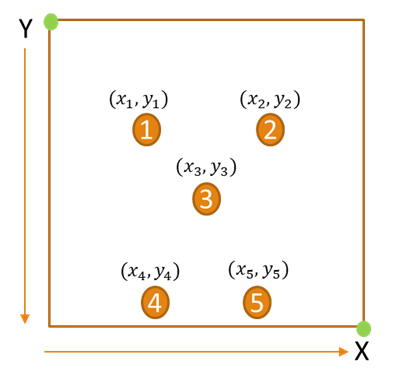 Y
(x₁, y₁) (x₂, y₂)
1 2
(x₃, y₃)
3
(x₄, y₄) (x₅, y₅)
4 5
X